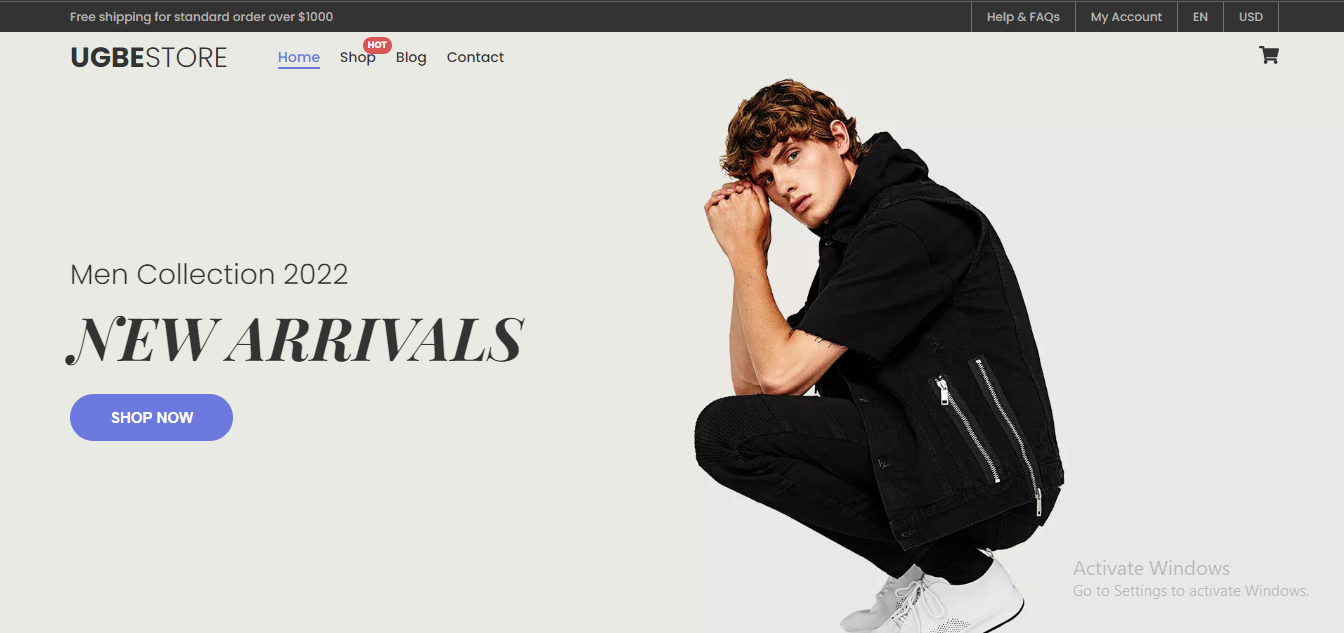 Free shipping for standard order over $1000
Help & FAQs
My Account
EN
USD
UGBESTORE
Home
Shop
HOT
Blog
Contact
Men Collection 2022
NEW ARRIVALS
SHOP NOW
Activate Windows
Go to Settings to activate Windows.